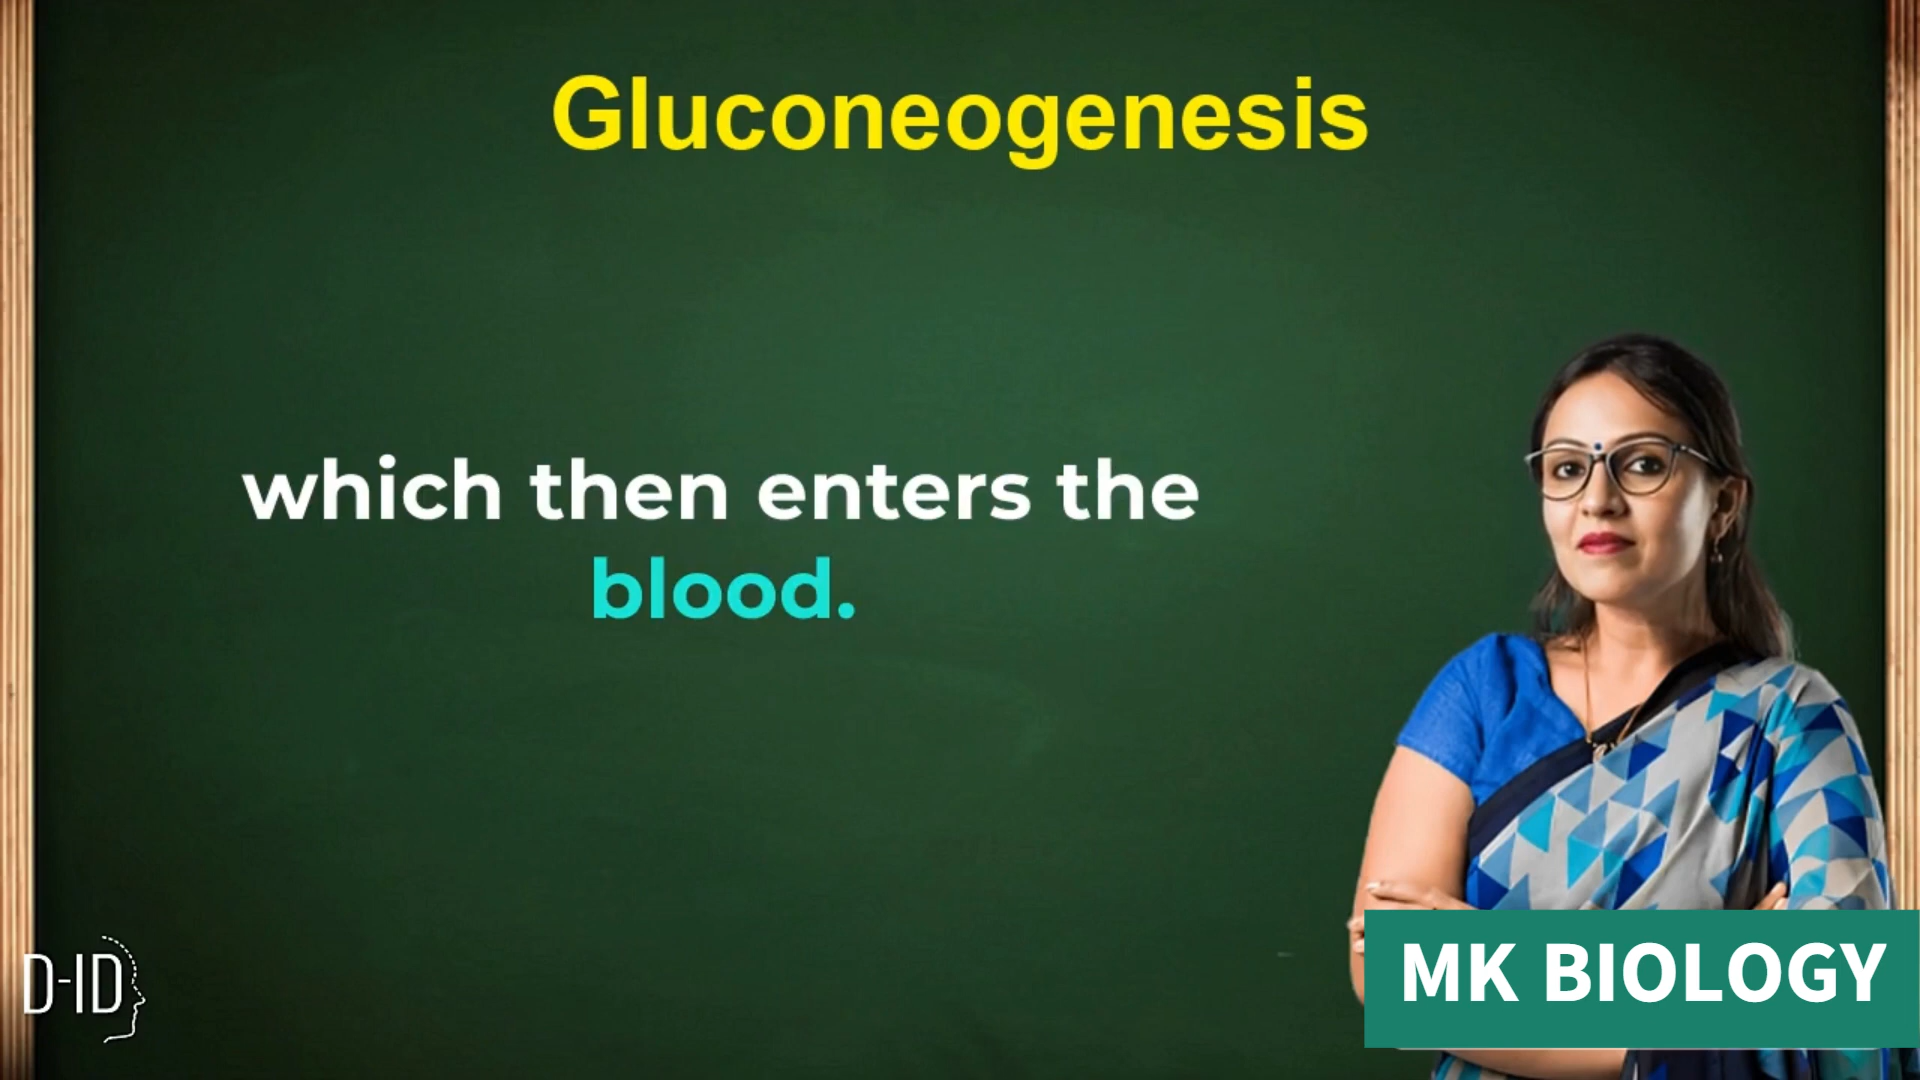 Gluconeogenesis
which then enters the
blood.
D-ID
MK BIOLOGY